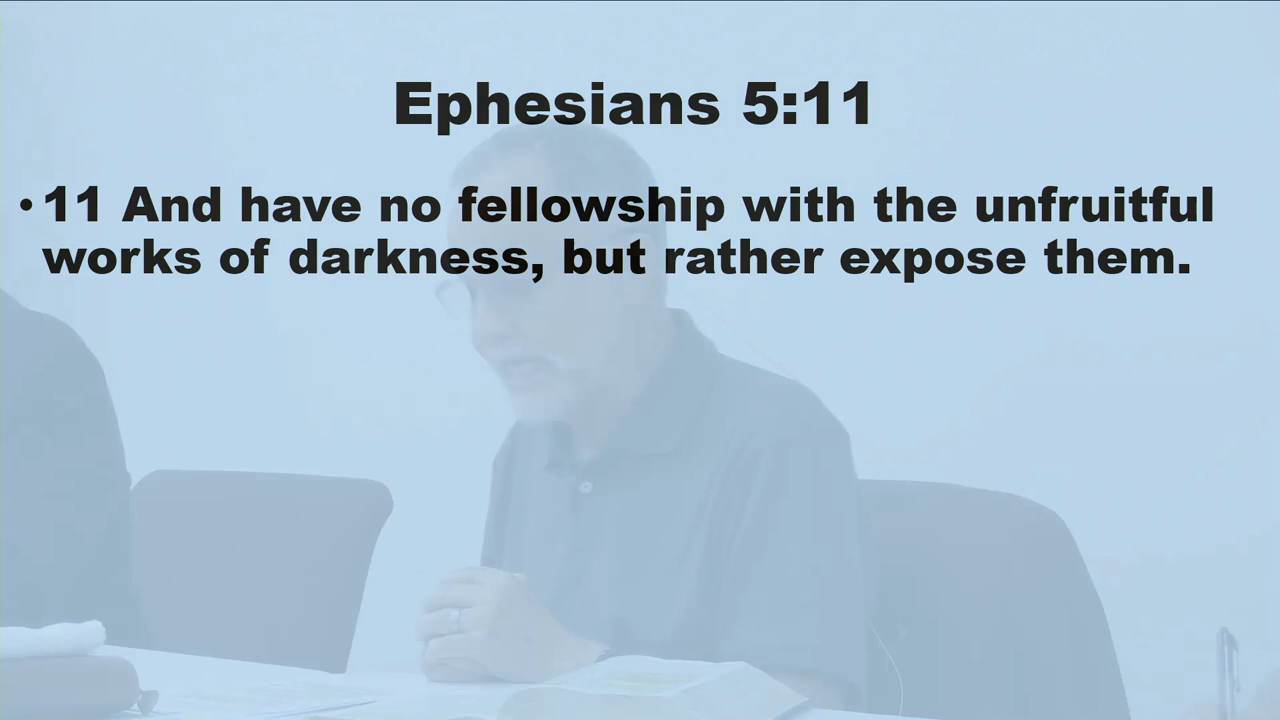 Ephesians 5:11
• 11 And have no fellowship with the unfruitful
works of darkness, but rather expose them.